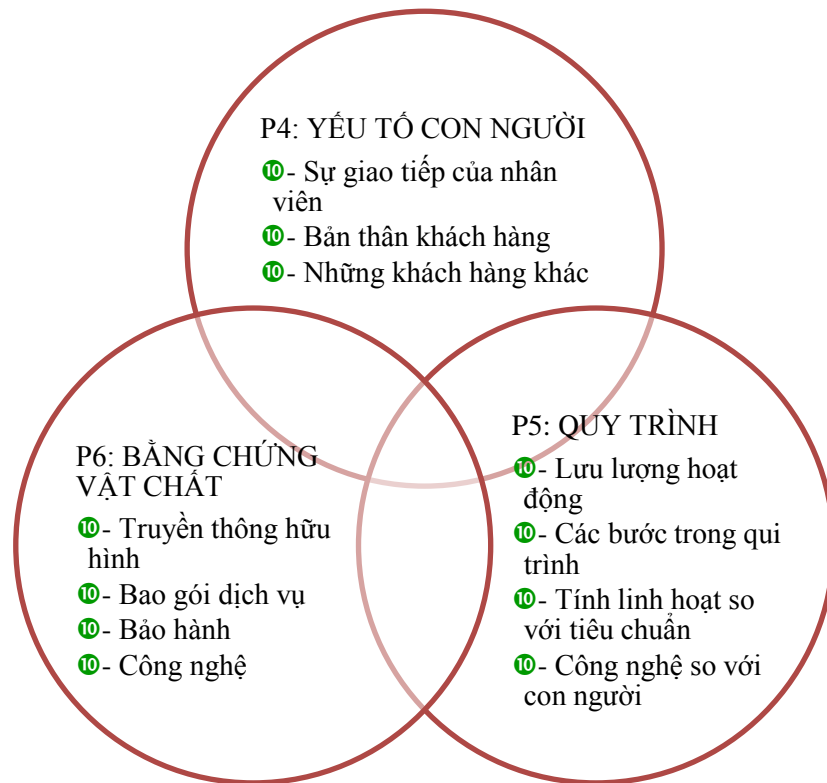 P4: YẾU TỐ CON NGƯỜI
❿- Sự giao tiếp của nhân
viên
❿- Bản thân khách hàng
❿- Những khách hàng khác
P6: BẰNG CHỨNG
VẬT CHẤT
❿- Truyền thông hữu
hình
❿- Bao gói dịch vụ
❿- Bảo hành
❿- Công nghệ
P5: QUY TRÌNH
❿- Lưu lượng hoạt
động
❿- Các bước trong qui
trình
❿- Tính linh hoạt so
với tiêu chuẩn
❿- Công nghệ so với
con người